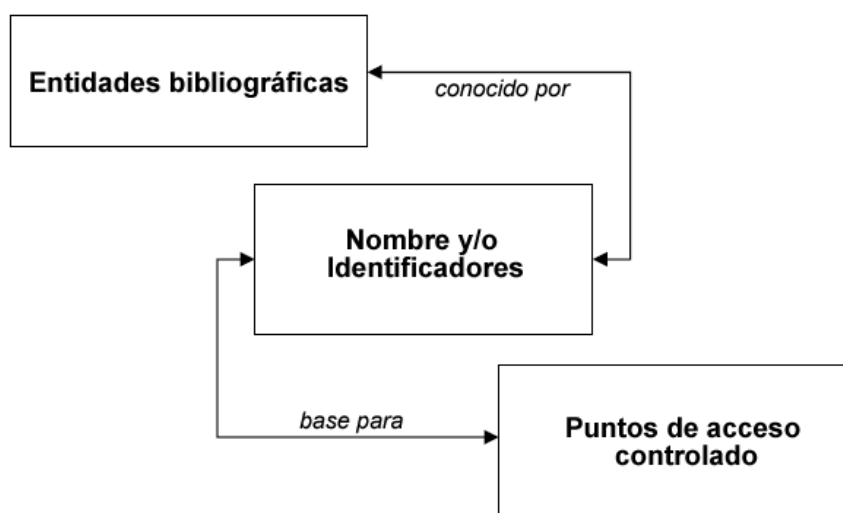 Entidades bibliográficas
conocido por
Nombre y/o
Identificadores
base para
Puntos de acceso
controlado